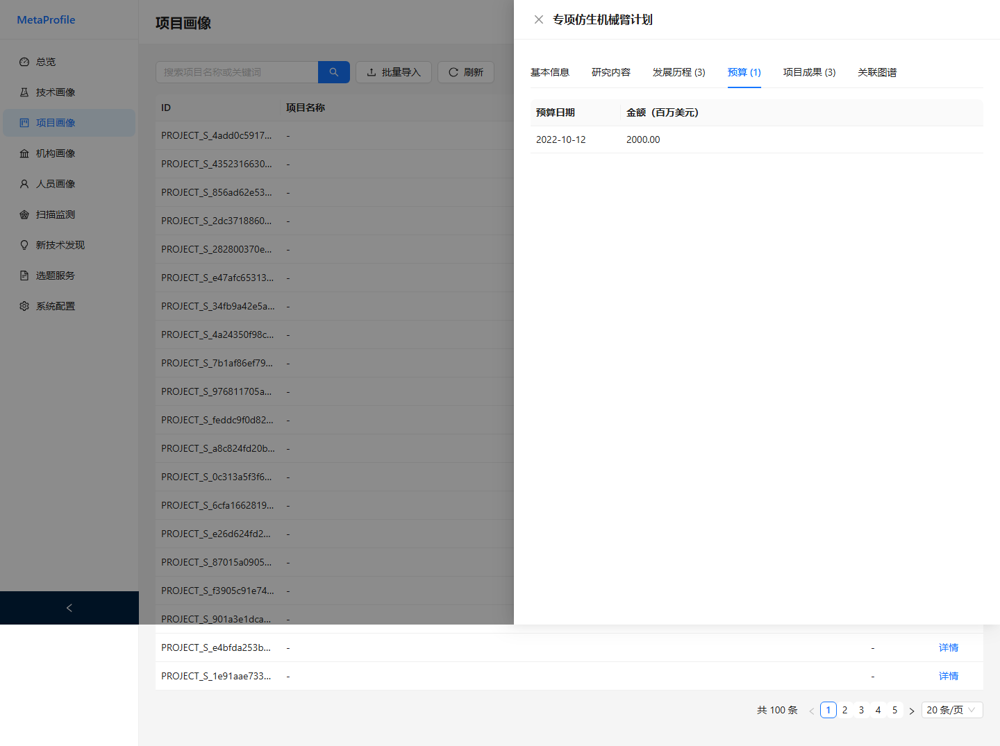 MetaProfile
总览
技术画像
项目画像
机构画像
人员画像
扫描监测
新技术发现
选题服务
系统配置
项目画像
搜索项目名称或关键词
批量导入
刷新
ID 项目名称
PROJECT_S_4add0c5917... -
PROJECT_S_4352316630... -
PROJECT_S_856ad62e53... -
PROJECT_S_2dc3718860... -
PROJECT_S_282800370e... -
PROJECT_S_e47afc65313... -
PROJECT_S_34fb9a42e5a... -
PROJECT_S_4a24350f98c... -
PROJECT_S_7b1af86ef79... -
PROJECT_S_976811705a... -
PROJECT_S_feddc9f0d82... -
PROJECT_S_a8c824fd20b... -
PROJECT_S_0c313a5f3f6... -
PROJECT_S_6cfa1662819... -
PROJECT_S_e26d624fd2... -
PROJECT_S_87015a0905... -
PROJECT_S_f3905c91e74... -
PROJECT_S_901a3e1dca... -
PROJECT_S_e4bfda253b... - - 详情
PROJECT_S_1e91aae733... - - 详情
共 100 条 < 1 2 3 4 5 > 20 条/页
专项仿生机械臂计划
基本信息 研究内容 发展历程 (3) 预算 (1) 项目成果 (3) 关联图谱
预算日期 金额（百万美元）
2022-10-12 2000.00